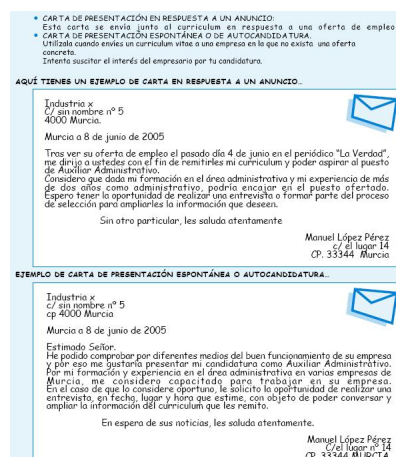 • CARTA DE PRESENTACIÓN EN RESPUESTA A UN ANUNCIO:
Esta carta se envía junto al curriculum en respuesta a una oferta de empleo
• CARTA DE PRESENTACIÓN ESPONTÁNEA O DE AUTOCANDIDATURA.
Utilízala cuando envíes un curriculum vitae a una empresa en la que no exista una oferta
concreta.
Intenta suscitar el interés del empresario por tu candidatura.
AQUÍ TIENES UN EJEMPLO DE CARTA EN RESPUESTA A UN ANUNCIO...
Industria x
C/ sin nombre nº 5
4000 Murcia.
Murcia a 8 de junio de 2005
Tras ver su oferta de empleo el pasado día 4 de junio en el periódico "La Verdad",
me dirijo a ustedes con el fin de remitirles mi curriculum y poder aspirar al puesto
de Auxiliar Administrativo.
Considero que dada mi formación en el área administrativa y mi experiencia de más
de dos años como administrativo, podría encajar en el puesto ofertado.
Espero tener la oportunidad de realizar una entrevista o formar parte del proceso
de selección para ampliarles la información que deseen.
Sin otro particular, les saluda atentamente
Manuel López Pérez
c/ el lugar 14
CP. 33344 Murcia
EJEMPLO DE CARTA DE PRESENTACIÓN ESPONTÁNEA O AUTOCANDIDATURA...
Industria x
c/ sin nombre nº 5
cp 4000 Murcia
Murcia a 8 de junio de 2005
Estimado Señor.
He podido comprobar por diferentes medios del buen funcionamiento de su empresa
y por eso me gustaría presentar mi candidatura como Auxiliar Administrativo.
Por mi formación y experiencia en el área administrativa en varias empresas de
Murcia, me considero capacitado para trabajar en su empresa.
En el caso de que lo considere oportuno, le solicito la oportunidad de realizar una
entrevista, en fecha, lugar y hora que estime, con objeto de poder conversar y
ampliar la información del curriculum que les remito.
En espera de sus noticias, les saluda atentamente.
Manuel López Pérez
C/el lugar nº 14
CP. 33344 MURCIA